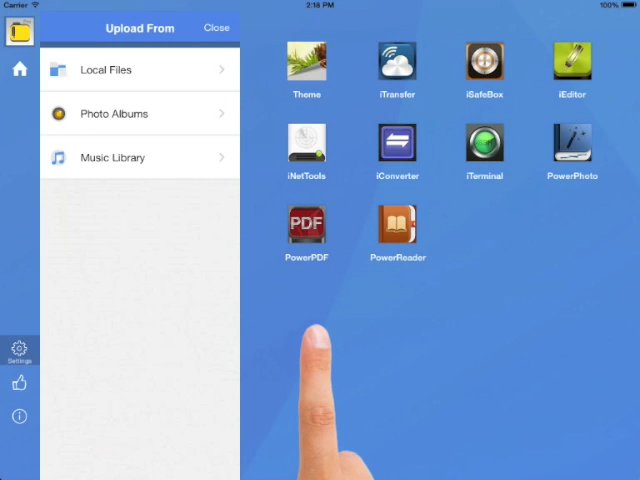 Carrier
2:18 PM
100%
Upload From
Close
Local Files
Photo Albums
Music Library
Settings
Theme
iTransfer
iSafeBox
iEditor
iNetTools
iConverter
iTerminal
PowerPhoto
PDF
PowerPDF
PowerReader